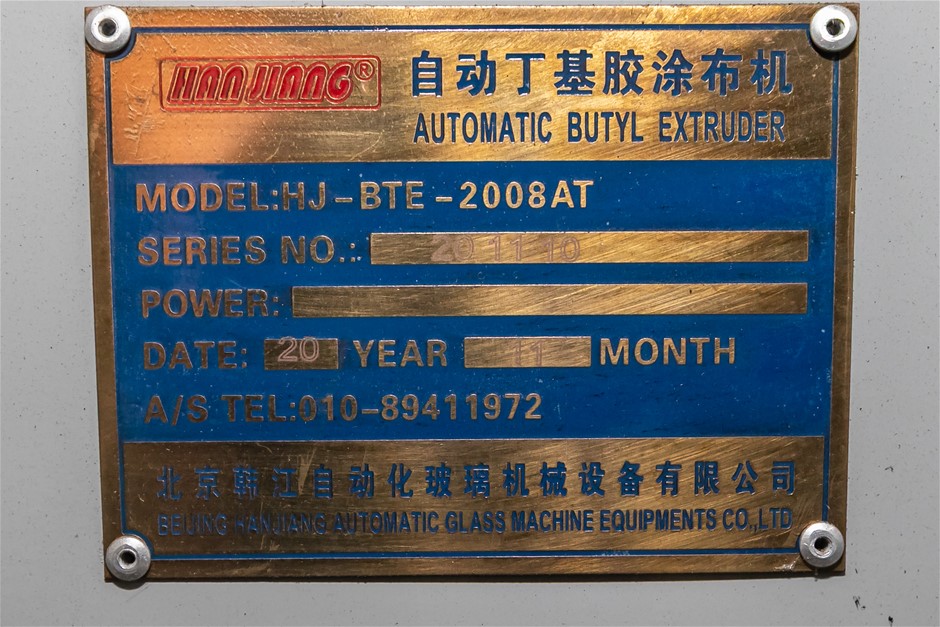 HANJIANG®
自动丁基胶涂布机
AUTOMATIC BUTYL EXTRUDER
MODEL:HJ-BTE-2008AT
SERIES NO.: 20 11 10
POWER:
DATE: 20 YEAR 11 MONTH
A/S TEL:010-89411972
北京韩江自动化玻璃机械设备有限公司
BEIJING HANJIANG AUTOMATIC GLASS MACHINE EQUIPMENTS CO.,LTD